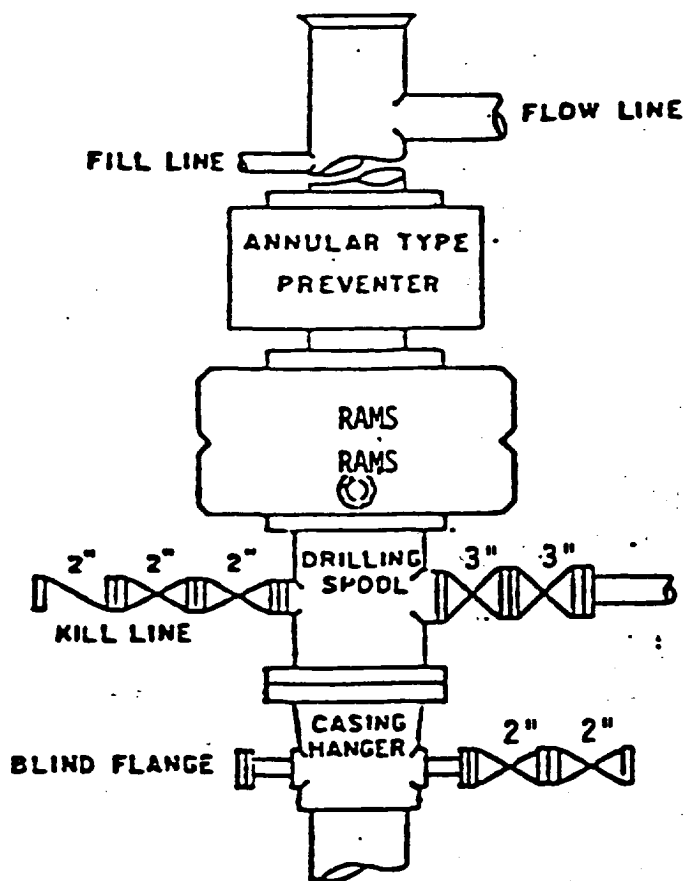 FLOW LINE
FILL LINE
ANNULAR TYPE
PREVENTER
RAMS
RAMS
2" 2" 2"
DRILLING
SPOOL
3" 3"
KILL LINE
CASING
HANGER
2" 2"
BLIND FLANGE